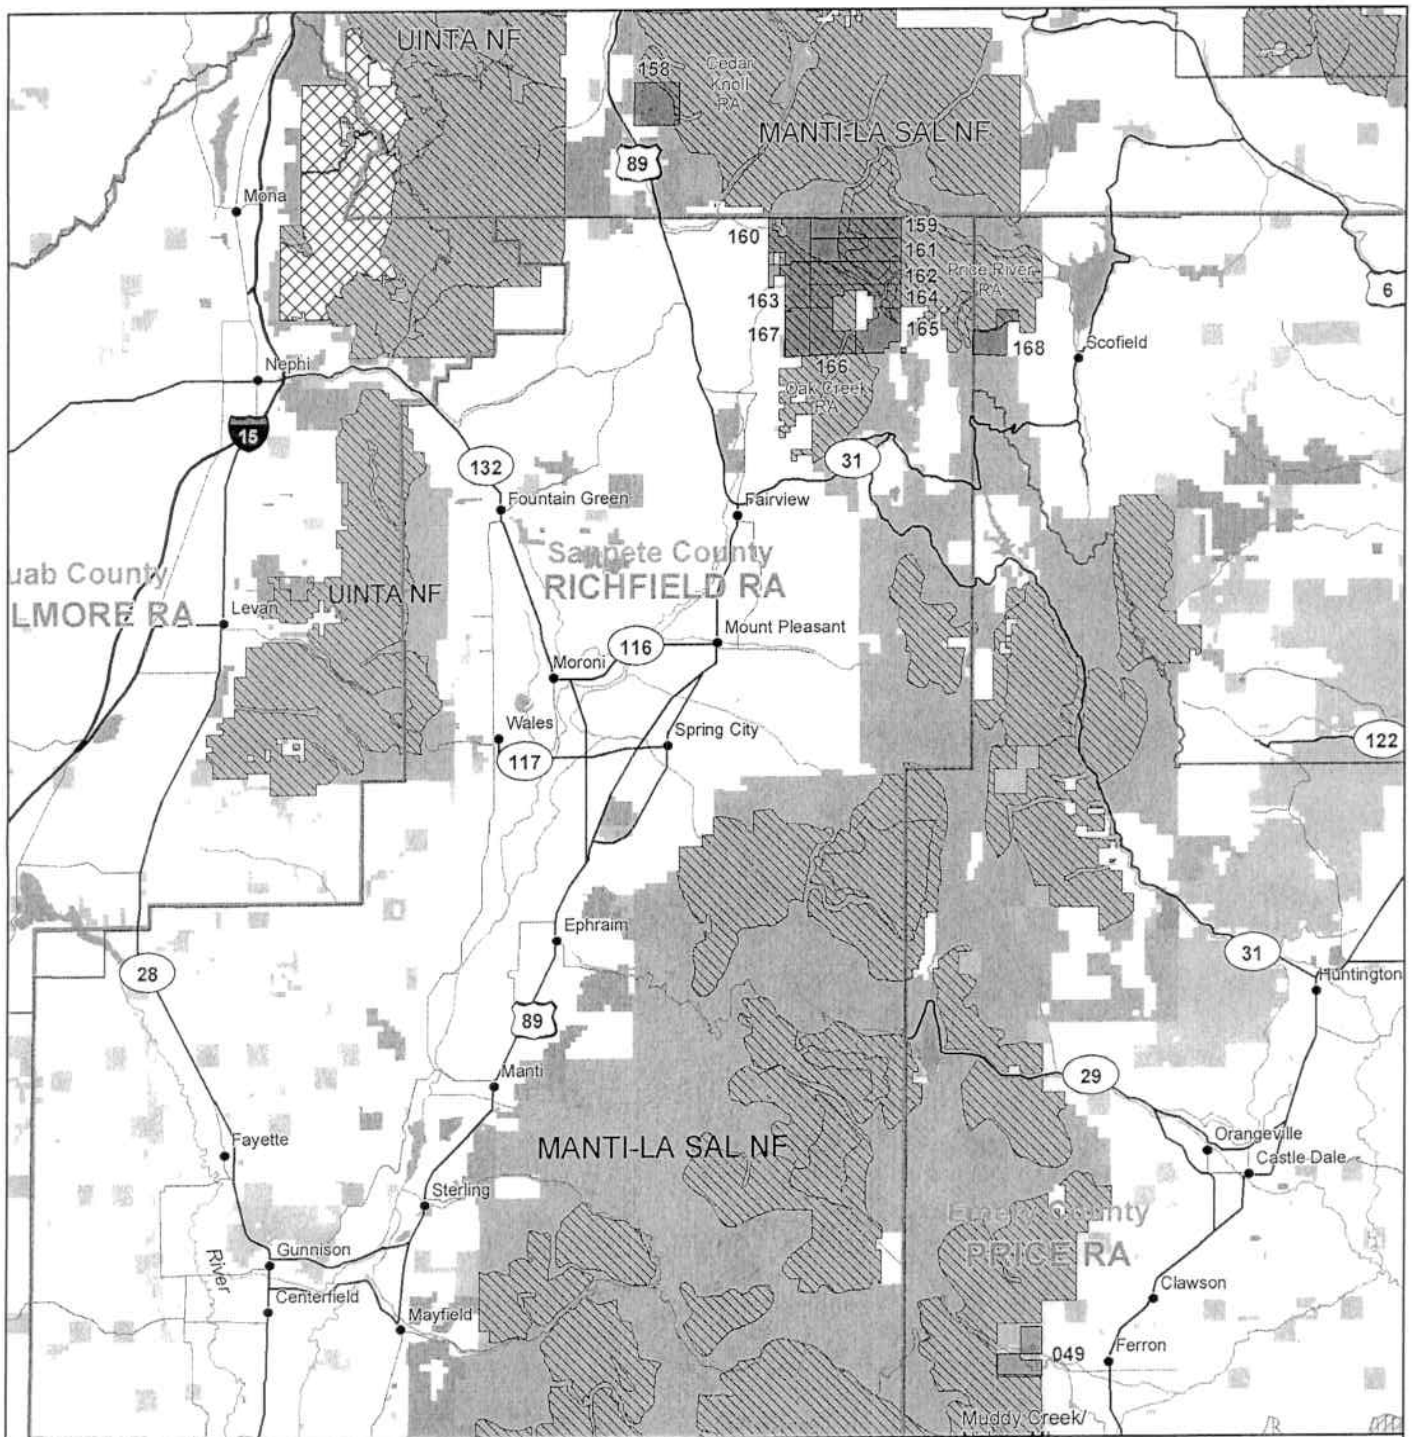 UINTA NF
158
Cedar
Knoll
RA
MANTI-LA SAL NF
89
Mona
160
159
161
162
Price River
RA
163
164
6
167
165
168
Scofield
166
Nephi
Oak Creek
RA
15
132
31
Fountain Green
Fairview
Sanpete County
RICHFIELD RA
uab County
LMORE RA
UINTA NF
Levan
Mount Pleasant
116
Moroni
Wales
Spring City
117
122
Ephraim
28
31
Huntington
89
Manti
29
Fayette
MANTI-LA SAL NF
Orangeville
Castle Dale
Sterling
Emery County
PRICE RA
Gunnison
River
Centerfield
Mayfield
Clawson
Ferron
049
Muddy Creek/